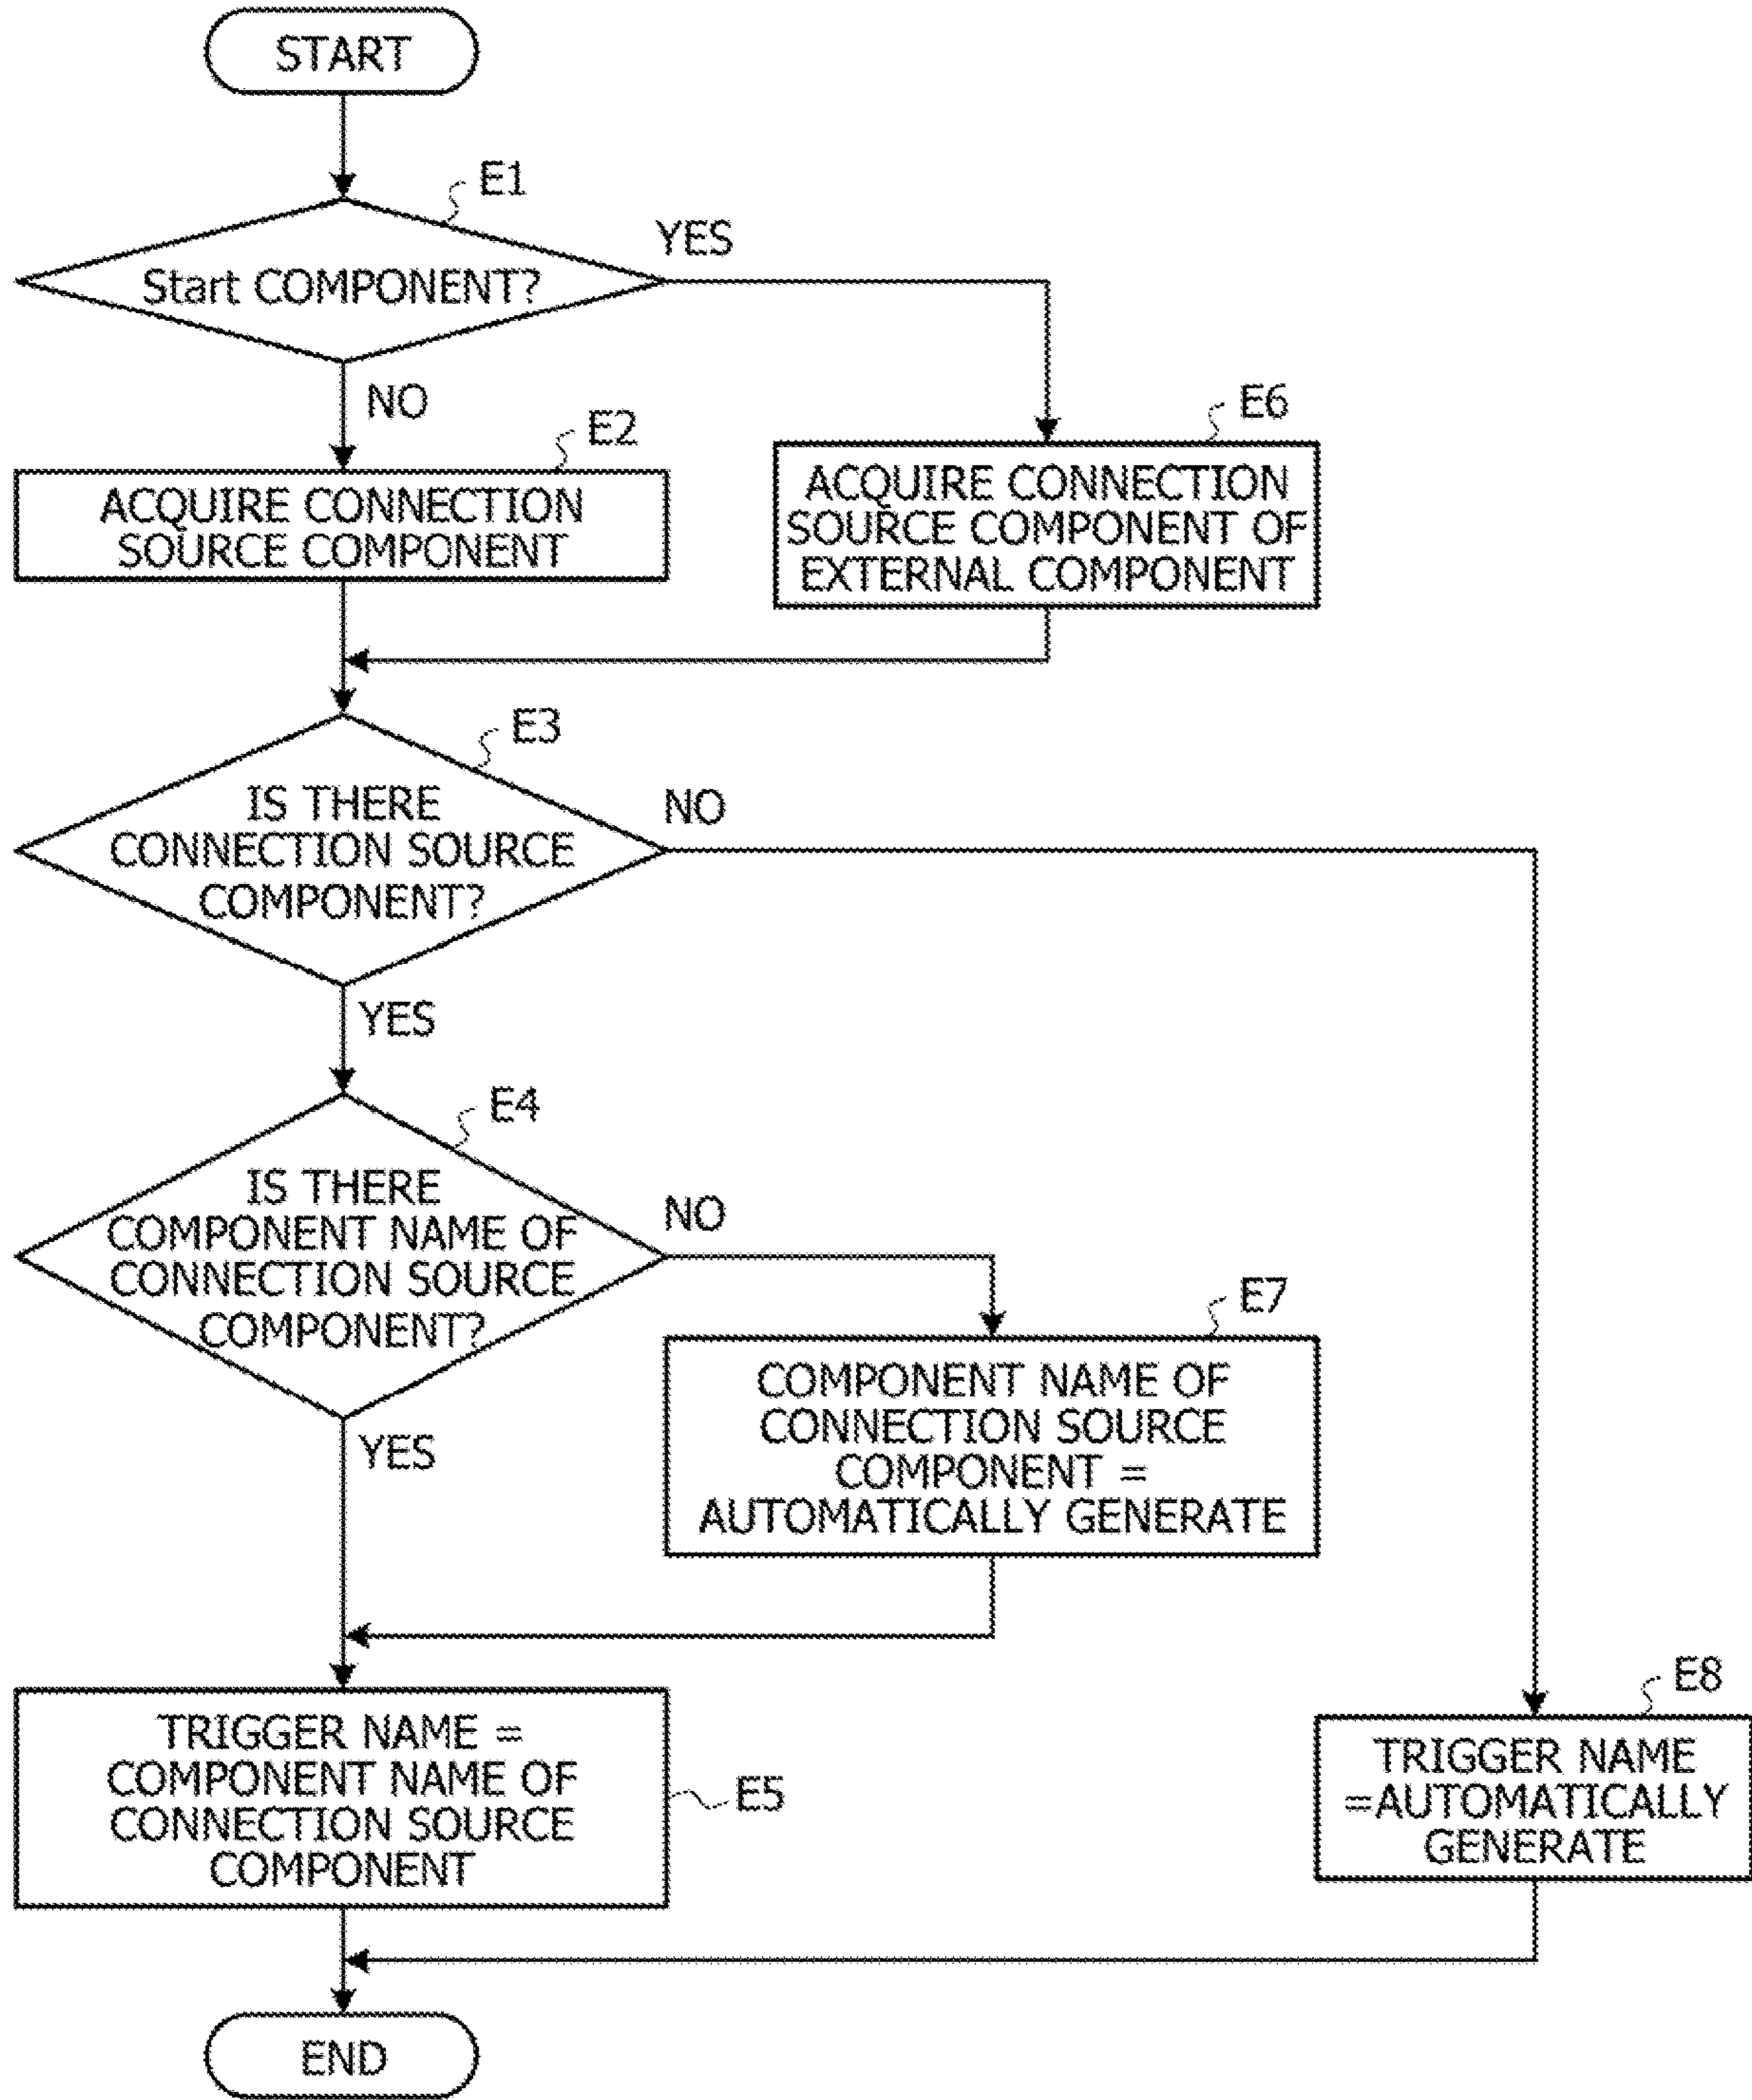 START
E1
YES
Start COMPONENT?
NO
E2
E6
ACQUIRE CONNECTION
SOURCE COMPONENT
ACQUIRE CONNECTION
SOURCE COMPONENT OF
EXTERNAL COMPONENT
E3
NO
IS THERE
CONNECTION SOURCE
COMPONENT?
YES
E4
IS THERE
COMPONENT NAME OF
CONNECTION SOURCE
COMPONENT?
NO
E7
COMPONENT NAME OF
CONNECTION SOURCE
COMPONENT =
AUTOMATICALLY GENERATE
YES
TRIGGER NAME =
COMPONENT NAME OF
CONNECTION SOURCE
COMPONENT
E5
E8
TRIGGER NAME
=AUTOMATICALLY
GENERATE
END